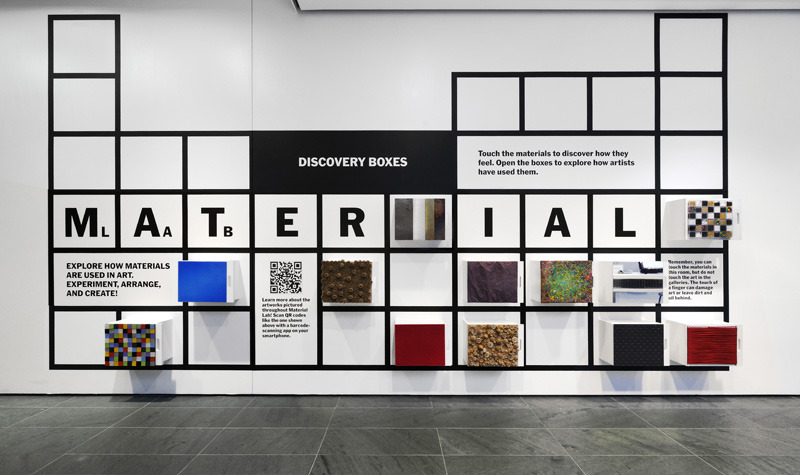 DISCOVERY BOXES
Touch the materials to discover how they
feel. Open the boxes to explore how artists
have used them.
ML AA TB E R I A L
EXPLORE HOW MATERIALS
ARE USED IN ART.
EXPERIMENT, ARRANGE,
AND CREATE!
Learn more about the
artworks pictured
throughout Material
Lab! Scan QR codes
like the one shown
above with a barcode-
scanning app on your
smartphone.
Remember, you can
touch the materials in
this room, but do not
touch the art in the
galleries. The touch of
a finger can damage
art or leave dirt and
oil behind.